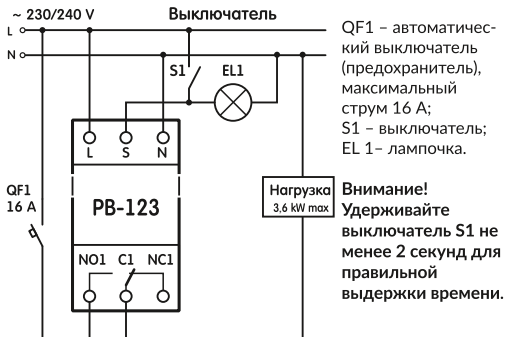 ~ 230/240 V
Выключатель
L
N
S1
EL1
L
S
N
QF1
16 A
PB-123
NO1
C1
NC1
Нагрузка
3,6 kW max
QF1 – автоматичес-
кий выключатель
(предохранитель),
максимальный
струм 16 А;
S1 – выключатель;
EL 1– лампочка.
Внимание!
Удерживайте
выключатель S1 не
менее 2 секунд для
правильной
выдержки времени.